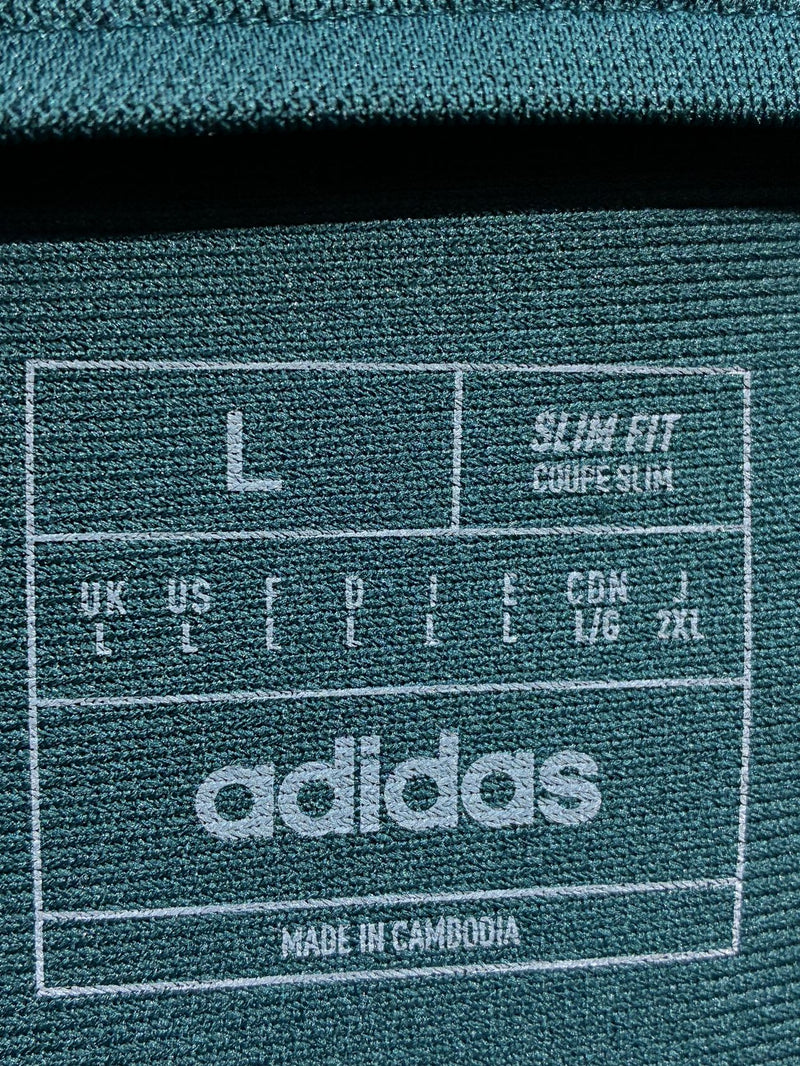 L
SLIM FIT
COUPE SLIM
UK US F D I E CDN J
L L L L L L L/G 2XL
adidas
MADE IN CAMBODIA